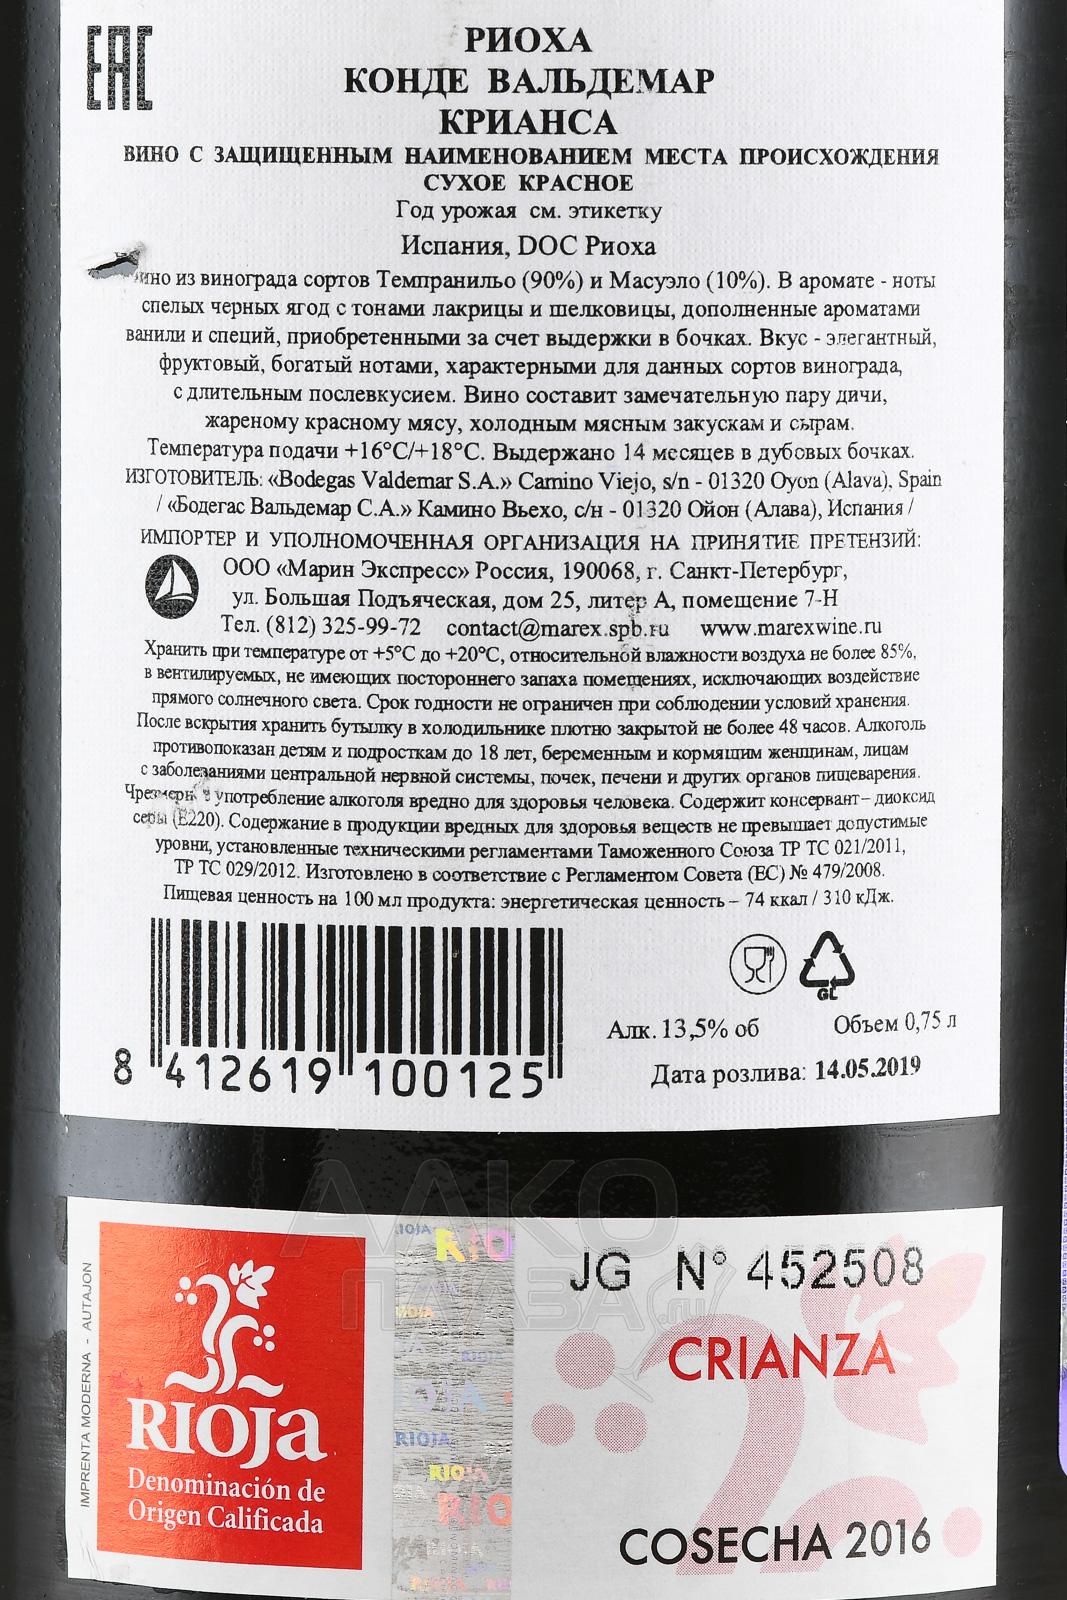 EAC
РИОХА
КОНДЕ ВАЛЬДЕМАР
КРИАНСА
ВИНО С ЗАЩИЩЕННЫМ НАИМЕНОВАНИЕМ МЕСТА ПРОИСХОЖДЕНИЯ
СУХОЕ КРАСНОЕ
Год урожая см. этикетку
Испания, DOC Риоха
из винограда сортов Темпранильо (90%) и Масуэло (10%). В аромате - ноты
спелых черных ягод с тонами лакрицы и шелковицы, дополненные ароматами
ванили и специй, приобретенными за счет выдержки в бочках. Вкус - элегантный,
фруктовый, богатый нотами, характерными для данных сортов винограда,
с длительным послевкусием. Вино составит замечательную пару дичи,
жареному красному мясу, холодным мясным закускам и сырам.
Температура подачи +16°С/+18°С. Выдержано 14 месяцев в дубовых бочках.
ИЗГОТОВИТЕЛЬ: «Bodegas Valdemar S.A.» Camino Viejo, s/n - 01320 Oyon (Alava), Spain
/ «Бодегас Вальдемар С.А.» Камино Вьехо, с/н - 01320 Ойон (Алава), Испания /
ИМПОРТЕР И УПОЛНОМОЧЕННАЯ ОРГАНИЗАЦИЯ НА ПРИНЯТИЕ ПРЕТЕНЗИЙ:
ООО «Марин Экспресс» Россия, 190068, г. Санкт-Петербург,
ул. Большая Подъяческая, дом 25, литер А, помещение 7-Н
Тел. (812) 325-99-72 contact@marex.spb.ru www.marexwine.ru
Хранить при температуре от +5°С до +20°С, относительной влажности воздуха не более 85%,
в вентилируемых, не имеющих постороннего запаха помещениях, исключающих воздействие
прямого солнечного света. Срок годности не ограничен при соблюдении условий хранения.
После вскрытия хранить бутылку в холодильнике плотно закрытой не более 48 часов. Алкоголь
противопоказан детям и подросткам до 18 лет, беременным и кормящим женщинам, лицам
с заболеваниями центральной нервной системы, почек, печени и других органов пищеварения.
употребление алкоголя вредно для здоровья человека. Содержит консервант– диоксид
серы (Е220). Содержание в продукции вредных для здоровья веществ не превышает допустимые
уровни, установленные техническими регламентами Таможенного Союза ТР ТС 021/2011,
ТР ТС 029/2012. Изготовлено в соответствие с Регламентом Совета (ЕС) № 479/2008.
Пищевая ценность на 100 мл продукта: энергетическая ценность – 74 ккал / 310 кДж.
GL
Алк. 13,5% об Объем 0,75 л
Дата розлива: 14.05.2019
8 412619 100125
АЛКО
ПЛАЗА.ru
IMPRENTA MODERNA - AUTAJON
RIOJA
Denominación de
Origen Calificada
RIOJA
RIOJA
JG N° 452508
CRIANZA
COSECHA 2016